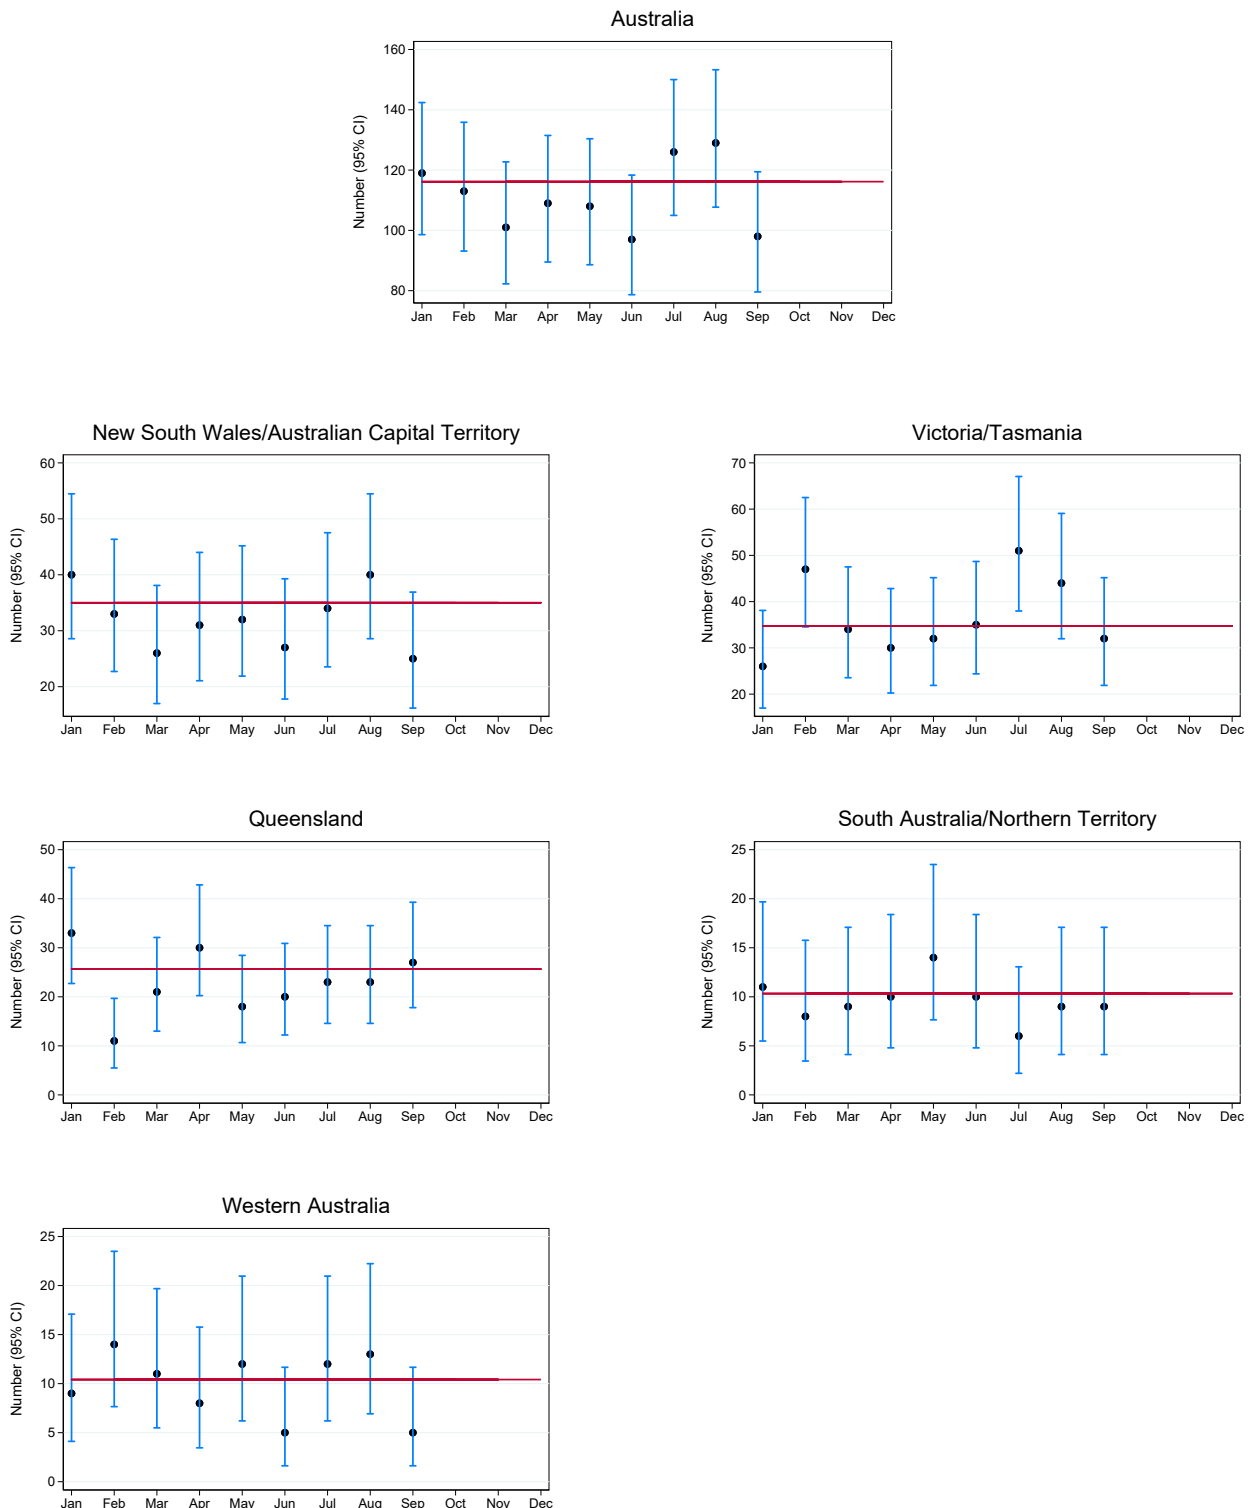 Australia
Number (95% CI)
160
140
120
100
80
Jan Feb Mar Apr May Jun Jul Aug Sep Oct Nov Dec
New South Wales/Australian Capital Territory
Number (95% CI)
60
50
40
30
20
Jan Feb Mar Apr May Jun Jul Aug Sep Oct Nov Dec
Victoria/Tasmania
Number (95% CI)
70
60
50
40
30
20
Jan Feb Mar Apr May Jun Jul Aug Sep Oct Nov Dec
Queensland
Number (95% CI)
50
40
30
20
10
0
Jan Feb Mar Apr May Jun Jul Aug Sep Oct Nov Dec
South Australia/Northern Territory
Number (95% CI)
25
20
15
10
5
0
Jan Feb Mar Apr May Jun Jul Aug Sep Oct Nov Dec
Western Australia
Number (95% CI)
25
20
15
10
5
0
Jan Feb Mar Apr May Jun Jul Aug Sep Oct Nov Dec